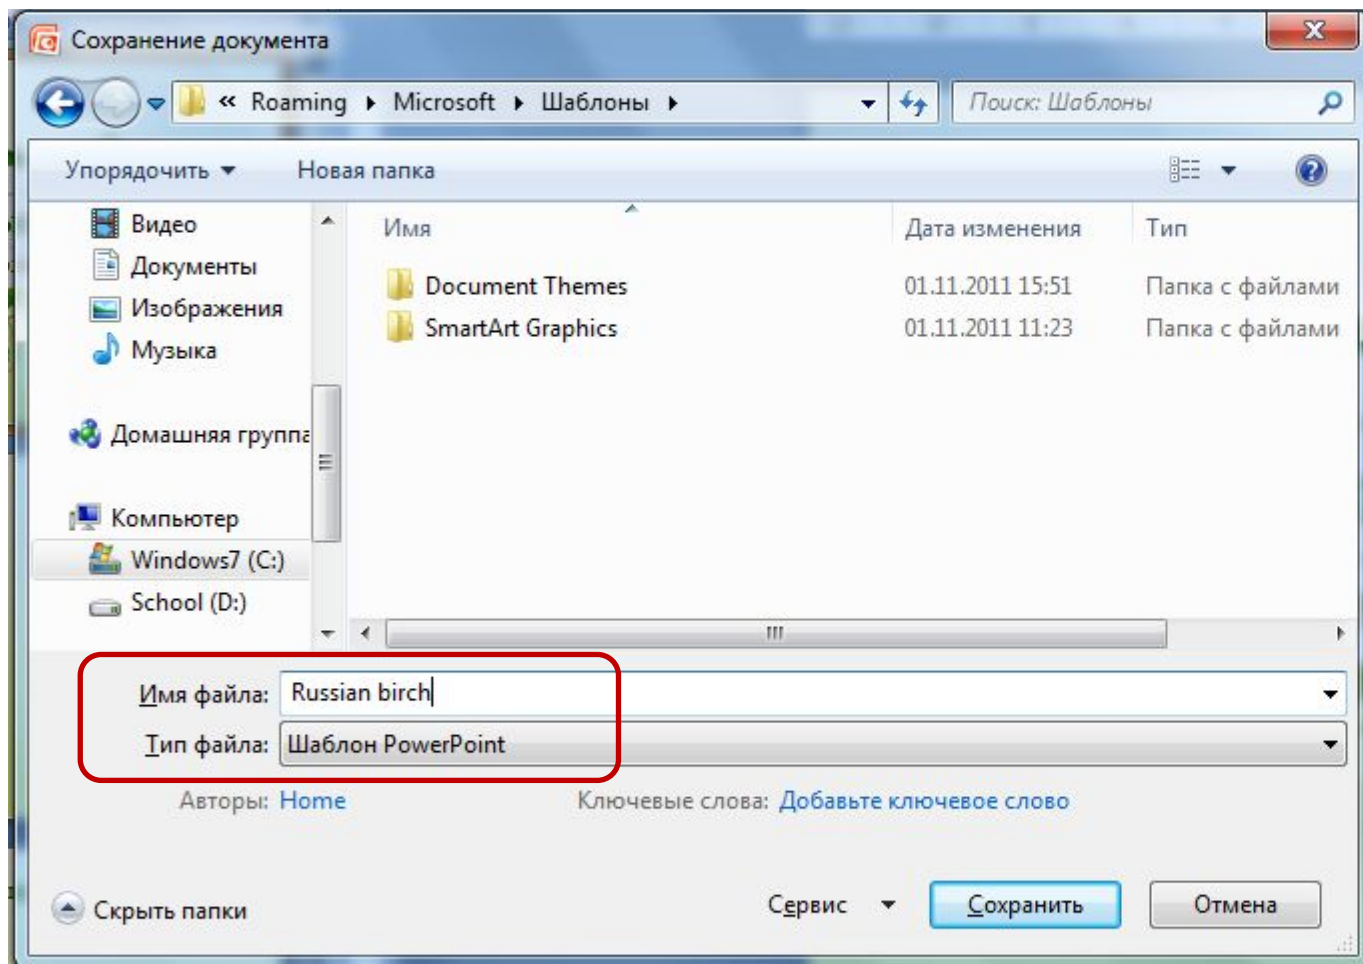 Сохранение документа
« Roaming Microsoft Шаблоны
Поиск: Шаблоны
Упорядочить Новая папка
Имя Дата изменения Тип
Видео
Документы
Изображения
Музыка
Домашняя группа
Компьютер
Windows7 (C:)
School (D:)
Document Themes 01.11.2011 15:51 Папка с файлами
SmartArt Graphics 01.11.2011 11:23 Папка с файлами
Имя файла: Russian birch
Тип файла: Шаблон PowerPoint
Авторы: Home Ключевые слова: Добавьте ключевое слово
Скрыть папки Сервис Сохранить Отмена